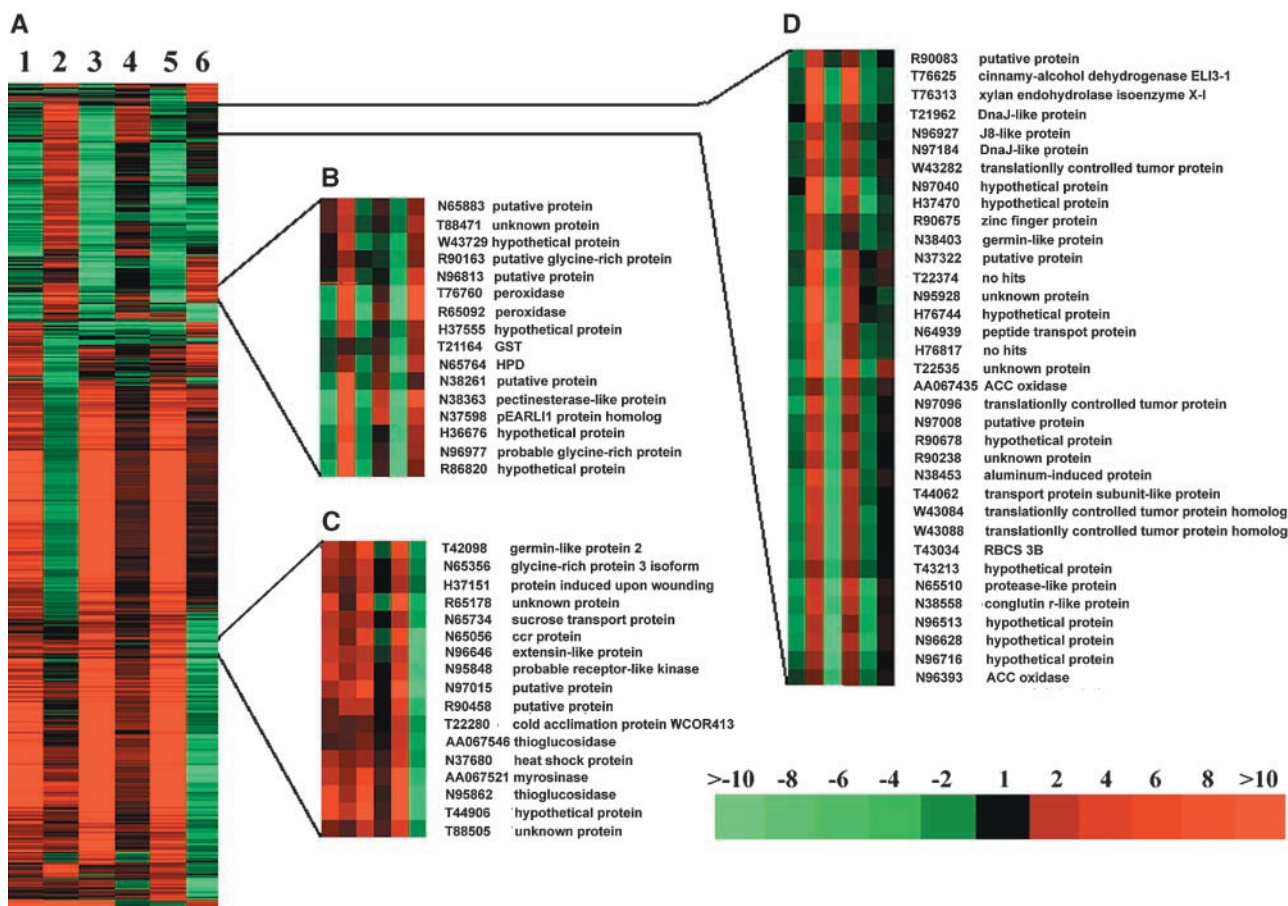 A
1 2 3 4 5 6
B
N65883 putative protein
T88471 unknown protein
W43729 hypothetical protein
R90163 putative glycine-rich protein
N96813 putative protein
T76760 peroxidase
R65092 peroxidase
H37555 hypothetical protein
T21164 GST
N65764 HPD
N38261 putative protein
N38363 pectinesterase-like protein
N37598 pEARLI1 protein homolog
H36676 hypothetical protein
N96977 probable glycine-rich protein
R86820 hypothetical protein
C
T42098 germin-like protein 2
N65356 glycine-rich protein 3 isoform
H37151 protein induced upon wounding
R65178 unknown protein
N65734 sucrose transport protein
N65056 ccr protein
N96646 extensin-like protein
N95848 probable receptor-like kinase
N97015 putative protein
R90458 putative protein
T22280 cold acclimation protein WCOR413
AA067546 thioglucosidase
N37680 heat shock protein
AA067521 myrosinase
N95862 thioglucosidase
T44906 hypothetical protein
T88505 unknown protein
D
R90083 putative protein
T76625 cinnamy-alcohol dehydrogenase ELI3-1
T76313 xylan endohydrolase isoenzyme X-I
T21962 DnaJ-like protein
N96927 J8-like protein
N97184 DnaJ-like protein
W43282 translationlly controlled tumor protein
N97040 hypothetical protein
H37470 hypothetical protein
R90675 zinc finger protein
N38403 germin-like protein
N37322 putative protein
T22374 no hits
N95928 unknown protein
H76744 hypothetical protein
N64939 peptide transpot protein
H76817 no hits
T22535 unknown protein
AA067435 ACC oxidase
N97096 translationlly controlled tumor protein
N97008 putative protein
R90678 hypothetical protein
R90238 unknown protein
N38453 aluminum-induced protein
T44062 transport protein subunit-like protein
W43084 translationlly controlled tumor protein homolog
W43088 translationlly controlled tumor protein homolog
T43034 RBCS 3B
T43213 hypothetical protein
N65510 protease-like protein
N38558 conglutin r-like protein
N96513 hypothetical protein
N96628 hypothetical protein
N96716 hypothetical protein
N96393 ACC oxidase
>-10 -8 -6 -4 -2 1 2 4 6 8 >10